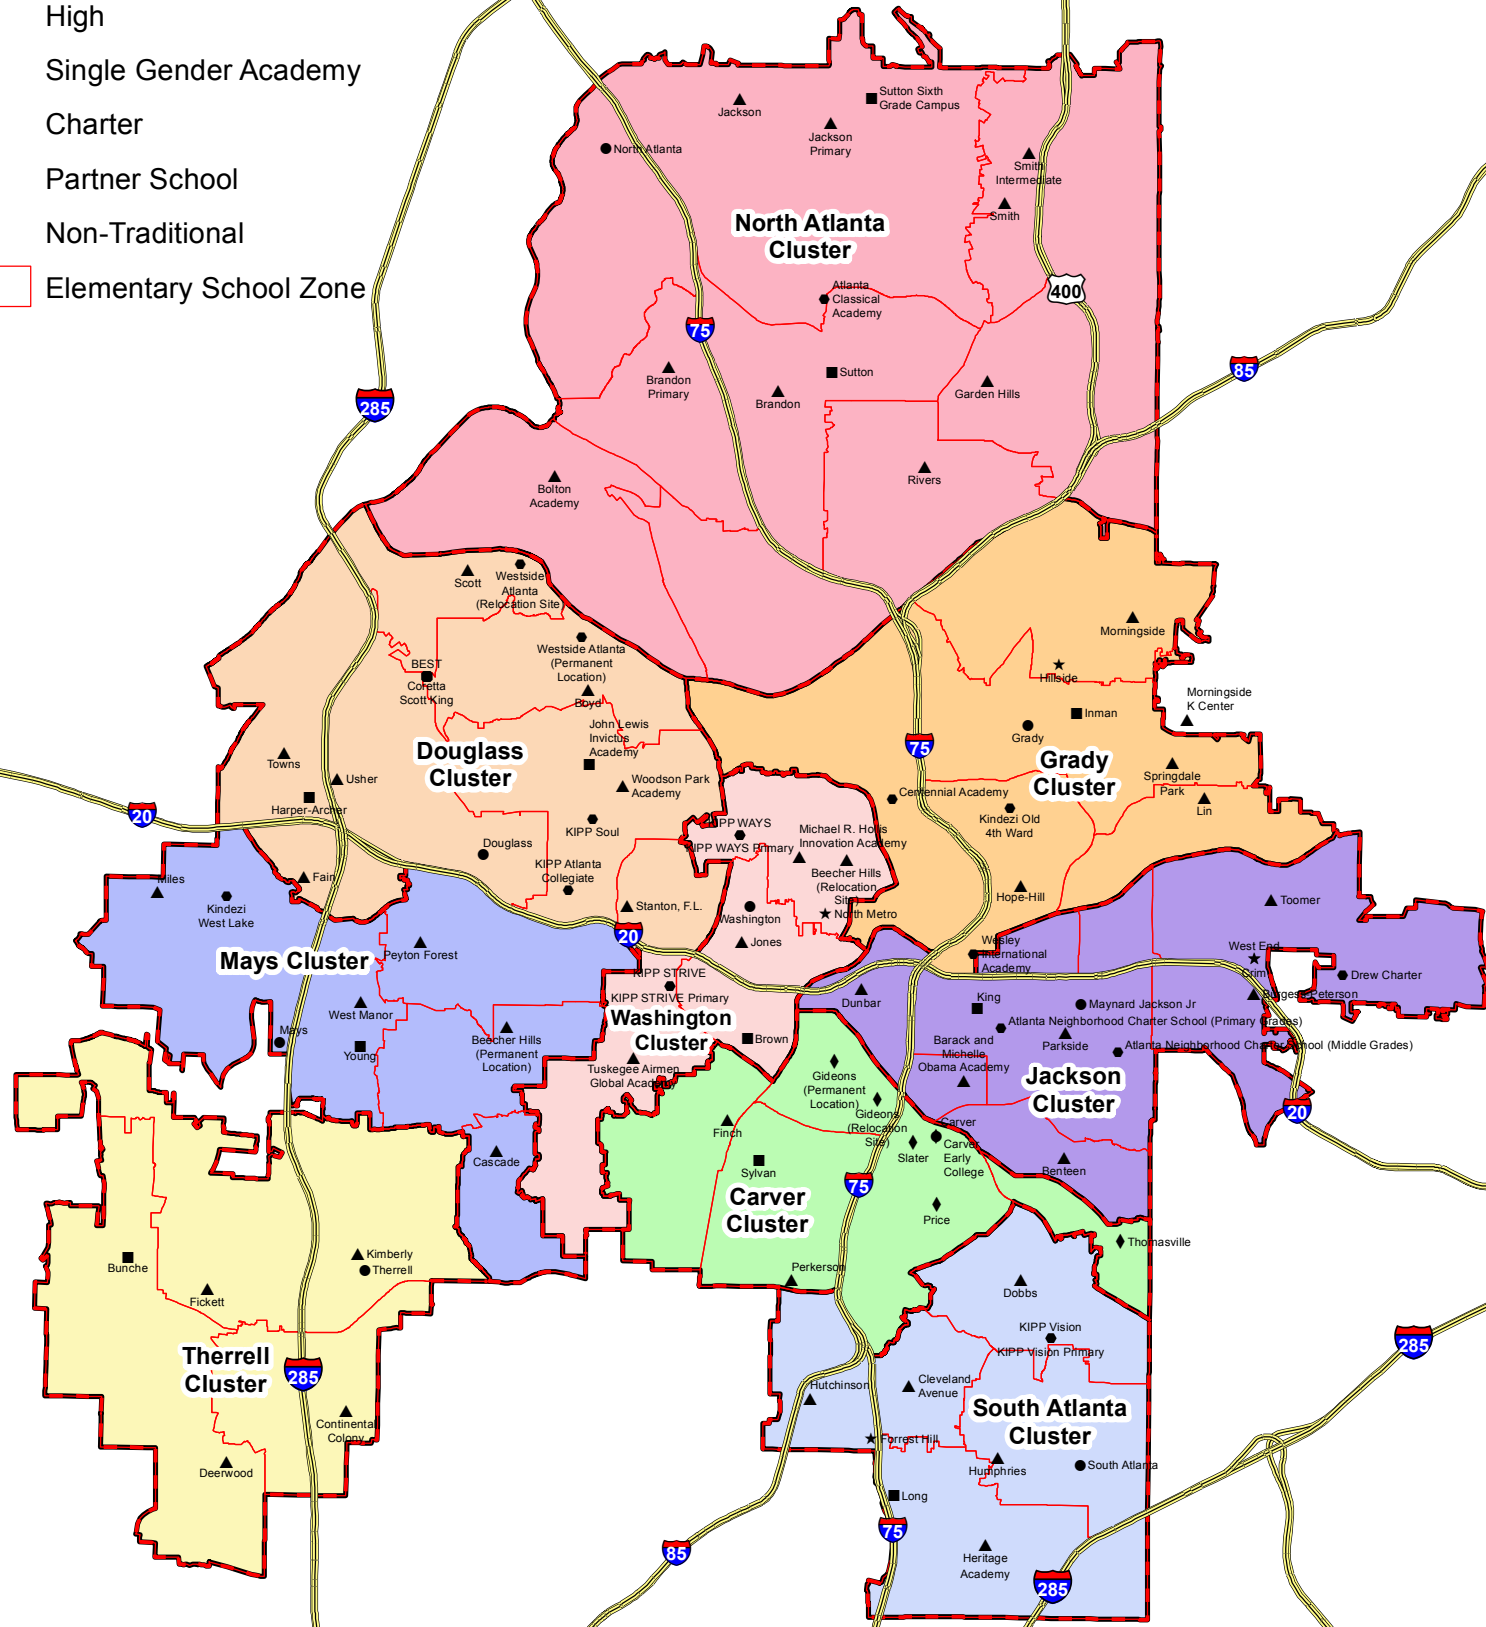 High
Single Gender Academy
Charter
Partner School
Non-Traditional
Elementary School Zone
Jackson
Sutton Sixth
Grade Campus
Jackson
Primary
North Atlanta
Smith
Intermediate
Smith
North Atlanta
Cluster
400
Atlanta
Classical
Academy
75
Brandon
Primary
Sutton
Brandon
Garden Hills
85
285
Bolton
Academy
Rivers
Scott
Westside
Atlanta
(Relocation Site)
Westside Atlanta
(Permanent
Location)
Morningside
BEST
Coretta
Scott King
Boyd
Hillside
Morningside
K Center
Inman
Grady
John Lewis
Invictus
Academy
Douglass
Cluster
75
Grady
Cluster
Towns
Usher
Woodson Park
Academy
Springdale
Park
Harper-Archer
Centennial Academy
Lin
20
KIPP Soul
Kindezi Old
4th Ward
KIPP WAYS
KIPP WAYS Primary
Michael R. Hollis
Innovation Academy
Douglass
KIPP Atlanta
Collegiate
Beecher Hills
(Relocation
Site)
Miles
Fain
Hope-Hill
Kindezi
West Lake
Stanton, F.L.
Washington
North Metro
Toomer
20
Jones
Peyton Forest
Mays Cluster
Wesley
International
Academy
West End
Crim
Drew Charter
KIPP STRIVE
KIPP STRIVE Primary
Dunbar
King
Maynard Jackson Jr
Burgess-Peterson
West Manor
Washington
Cluster
Atlanta Neighborhood Charter School (Primary Grades)
Mays
Young
Beecher Hills
(Permanent
Location)
Brown
Barack and
Michelle
Obama Academy
Parkside
Atlanta Neighborhood Charter School (Middle Grades)
Tuskegee Airmen
Global Academy
Gideons
(Permanent
Location)
Jackson
Cluster
20
Gideons
(Relocation
Site)
Finch
Carver
Carver
Early
College
Slater
Cascade
Sylvan
Benteen
75
Carver
Cluster
Price
Thomasville
Bunche
Kimberly
Therrell
Perkerson
Fickett
Dobbs
KIPP Vision
KIPP Vision Primary
285
Therrell
Cluster
285
Hutchinson
Cleveland
Avenue
South Atlanta
Cluster
Continental
Colony
Forrest Hill
Deerwood
Humphries
South Atlanta
Long
75
85
Heritage
Academy
285